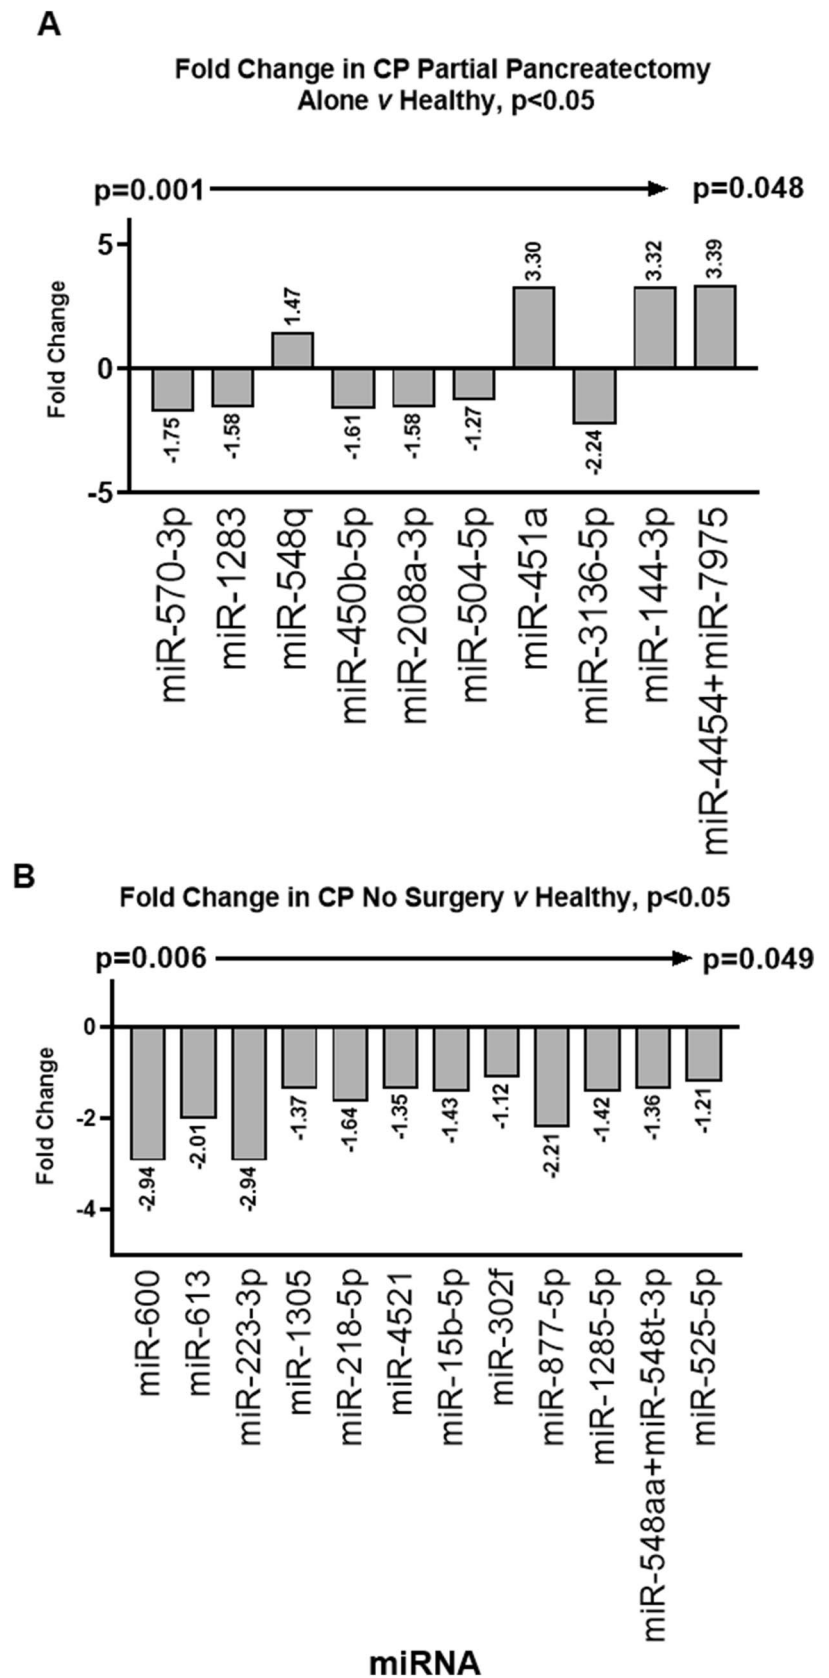 A
Fold Change in CP Partial Pancreatectomy
Alone v Healthy, p<0.05
p=0.001
p=0.048
Fold Change
5
0
-5
-1.75
-1.58
1.47
-1.61
-1.58
-1.27
3.30
-2.24
3.32
3.39
miR-570-3p
miR-1283
miR-548q
miR-450b-5p
miR-208a-3p
miR-504-5p
miR-451a
miR-3136-5p
miR-144-3p
miR-4454+miR-7975
B
Fold Change in CP No Surgery v Healthy, p<0.05
p=0.006
p=0.049
Fold Change
0
-2
-4
-2.94
-2.01
-2.94
-1.37
-1.64
-1.35
-1.43
-1.12
-2.21
-1.42
-1.36
-1.21
miR-600
miR-613
miR-223-3p
miR-1305
miR-218-5p
miR-4521
miR-15b-5p
miR-302f
miR-877-5p
miR-1285-5p
miR-548aa+miR-548t-3p
miR-525-5p
miRNA